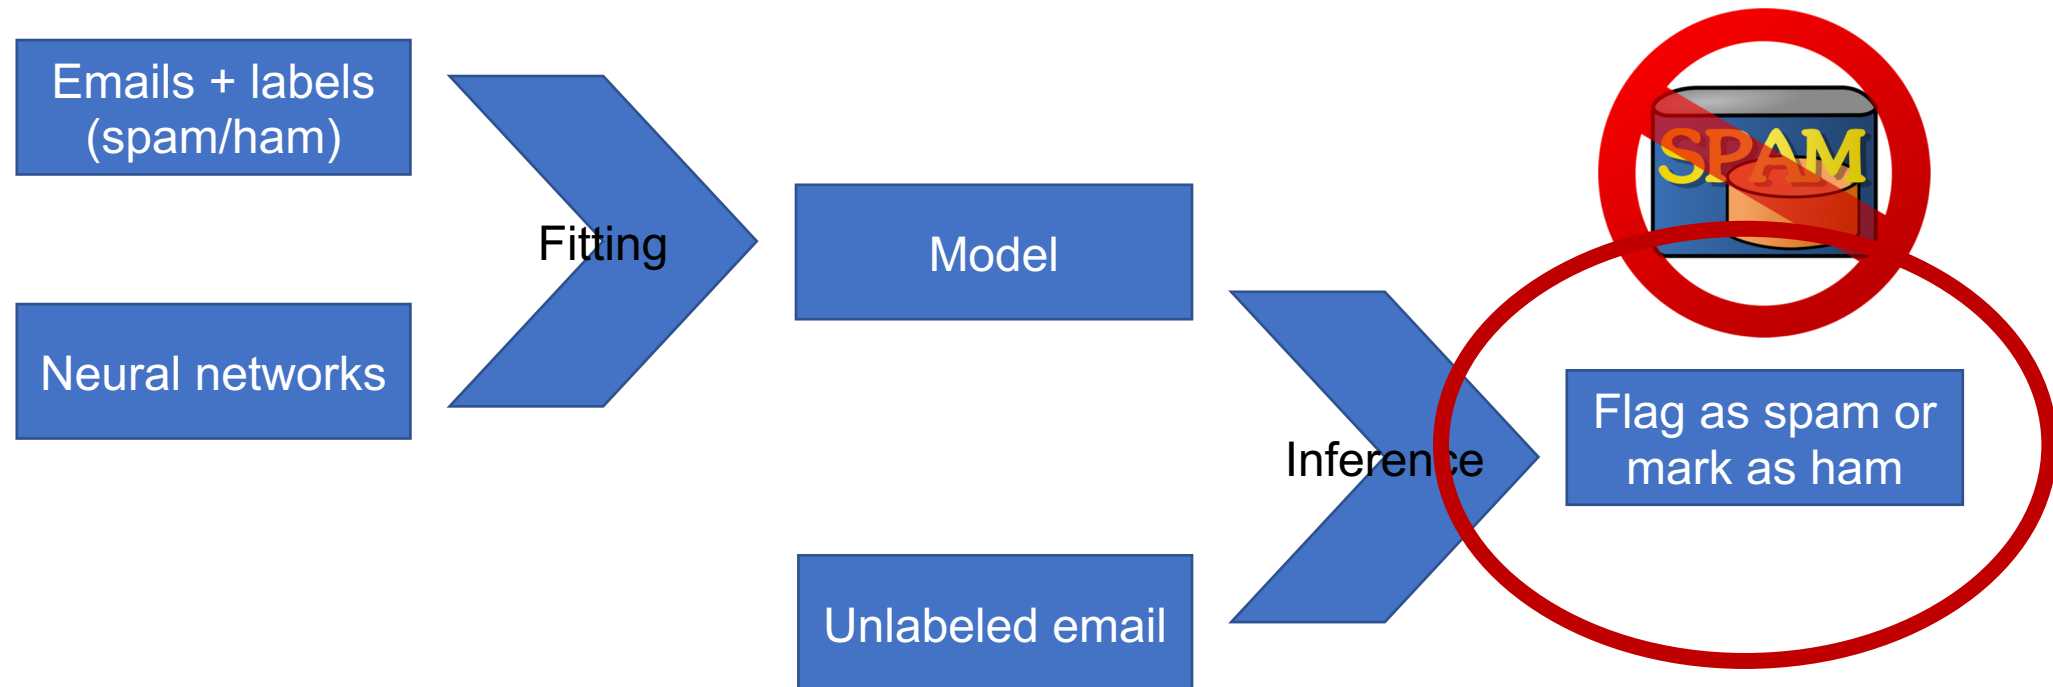 Emails + labels
(spam/ham)
Neural networks
Fitting
Model
Unlabeled email
Inference
SPAM
Flag as spam or
mark as ham